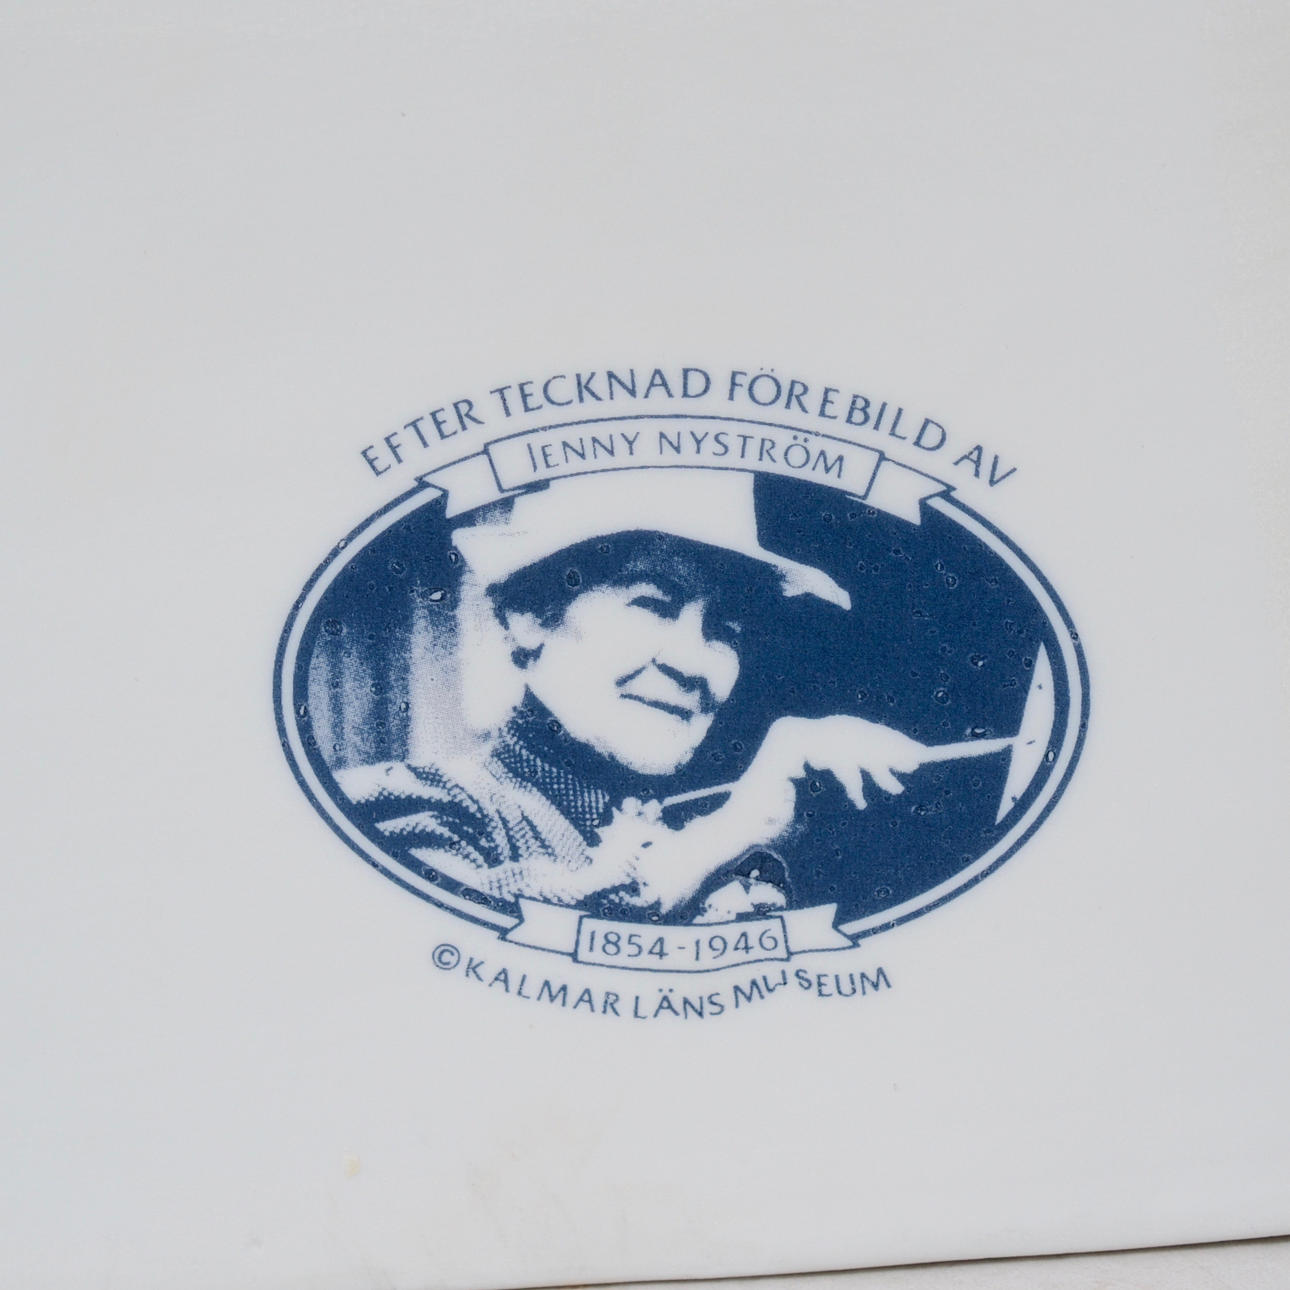 EFTER TECKNAD FÖREBILD AV
JENNY NYSTRÖM
1854-1946
© KALMAR LÄNS MUSEUM